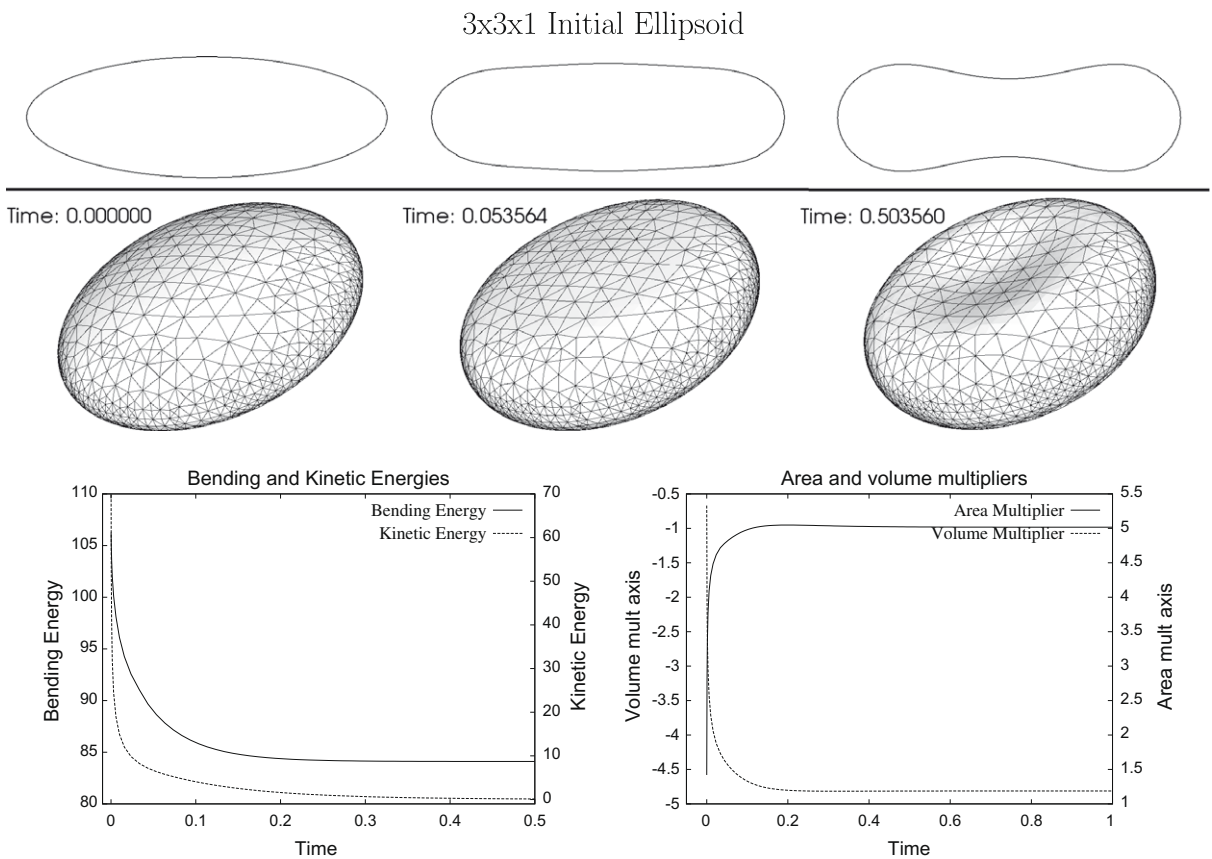 3x3x1 Initial Ellipsoid
Time: 0.000000
Time: 0.053564
Time: 0.503560
Bending and Kinetic Energies
Bending Energy
Kinetic Energy
110
105
100
95
90
85
80
70
60
50
40
30
20
10
0
0
0.1
0.2
0.3
0.4
0.5
Bending Energy
Kinetic Energy
Time
Area and volume multipliers
Area Multiplier
Volume Multiplier
-0.5
-1
-1.5
-2
-2.5
-3
-3.5
-4
-4.5
-5
5.5
5
4.5
4
3.5
3
2.5
2
1.5
1
0
0.2
0.4
0.6
0.8
1
Volume mult axis
Area mult axis
Time